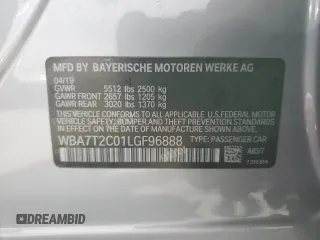 MFD BY BAYERISCHE MOTOREN WERKE AG
04/19
GVWR 5512 lbs 2500 kg
GAWR FRONT 2657 lbs 1205 kg
GAWR REAR 3020 lbs 1370 kg
THIS VEHICLE CONFORMS TO ALL APPLICABLE U.S. FEDERAL MOTOR VEHICLE SAFETY, BUMPER AND THEFT PREVENTION STANDARDS IN EFFECT ON THE DATE OF MANUFACTURE SHOWN ABOVE
WBA7T2C01LGF96888 TYPE: PASSENGER CAR
DREAMBID